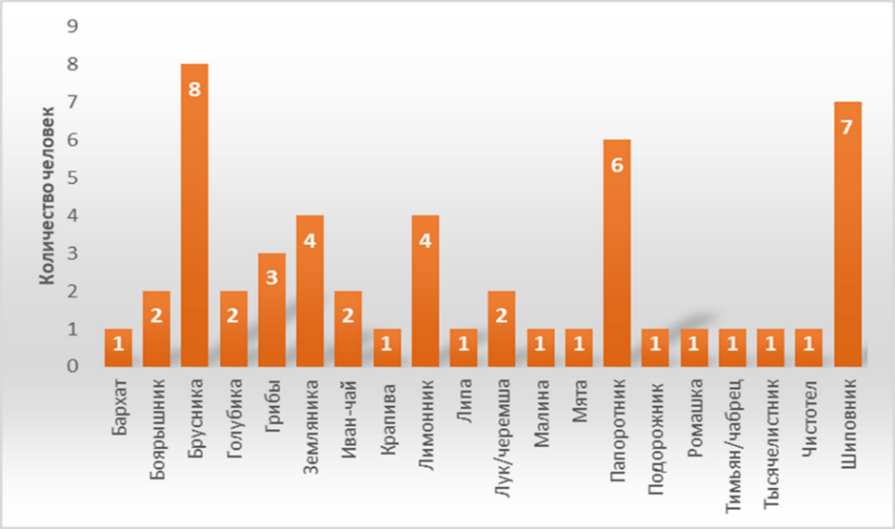 9
8
7
6
5
4
3
2
1
0
Количество человек
1
2
8
2
3
4
2
1
4
1
2
1
1
6
1
1
1
1
1
7
Бархат
Боярышник
Брусника
Голубика
Грибы
Земляника
Иван-чай
Крапива
Лимонник
Липа
Лук/черемша
Малина
Мята
Папоротник
Подорожник
Ромашка
Тимьян/чабрец
Тысячелистник
Чистотел
Шиповник